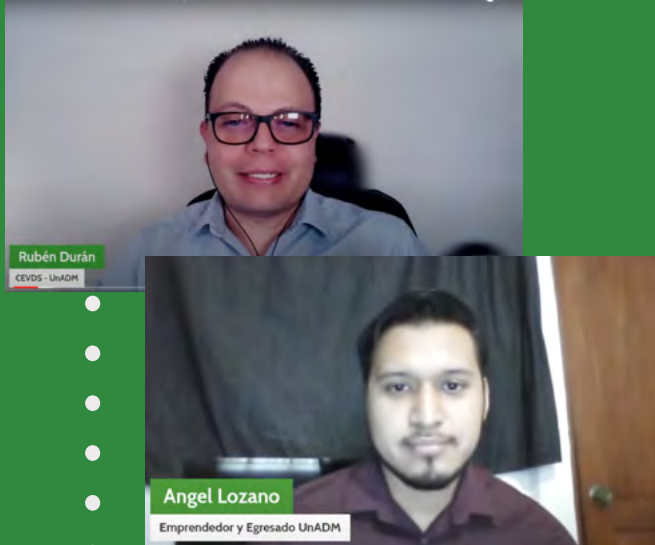 Rubén Durán
CEVDS - UnADM
Angel Lozano
Emprendedor y Egresado UnADM